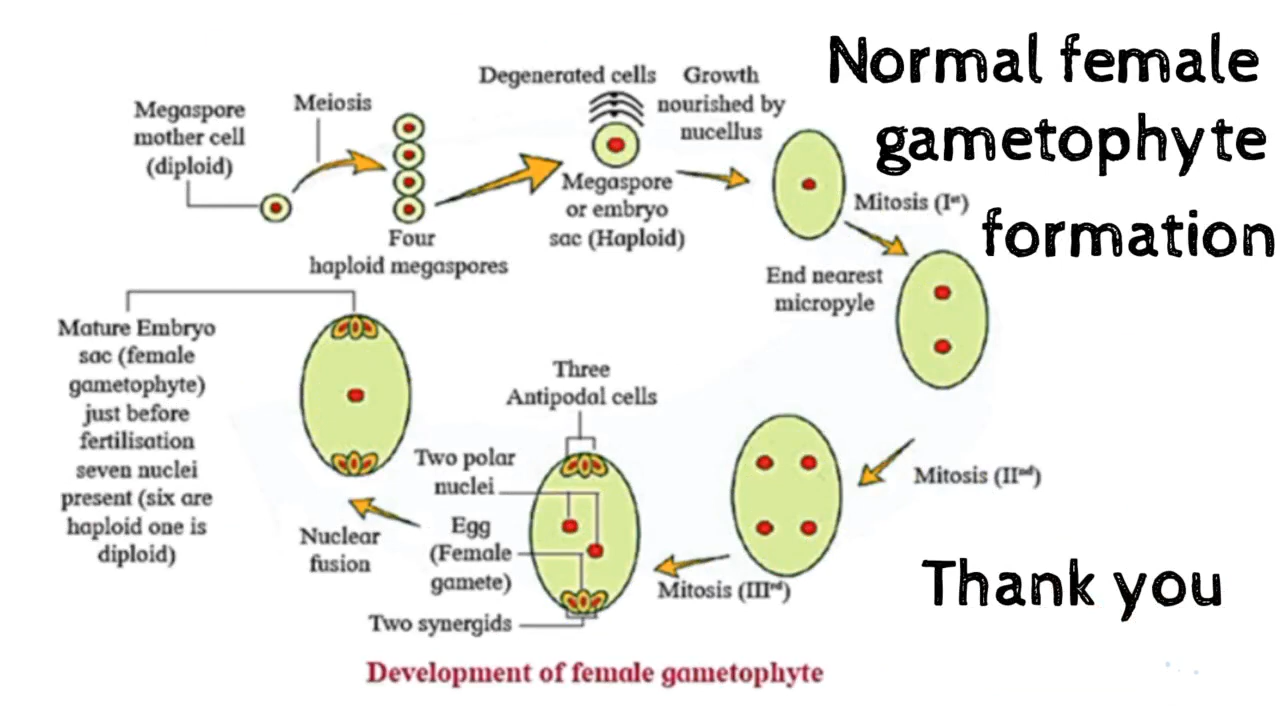 Normal female
gametophyte
formation
Degenerated cells
Growth
nourished by
nucellus
Megaspore
mother cell
(diploid)
Meiosis
Four
haploid megaspores
Megaspore
or embryo
sac (Haploid)
Mitosis (Iˢᵗ)
End nearest
micropyle
Mitosis (IIⁿᵈ)
Mitosis (IIIʳᵈ)
Three
Antipodal cells
Two polar
nuclei
Egg
(Female
gamete)
Two synergids
Nuclear
fusion
Mature Embryo
sac (female
gametophyte)
just before
fertilisation
seven nuclei
present (six are
haploid one is
diploid)
Thank you
Development of female gametophyte